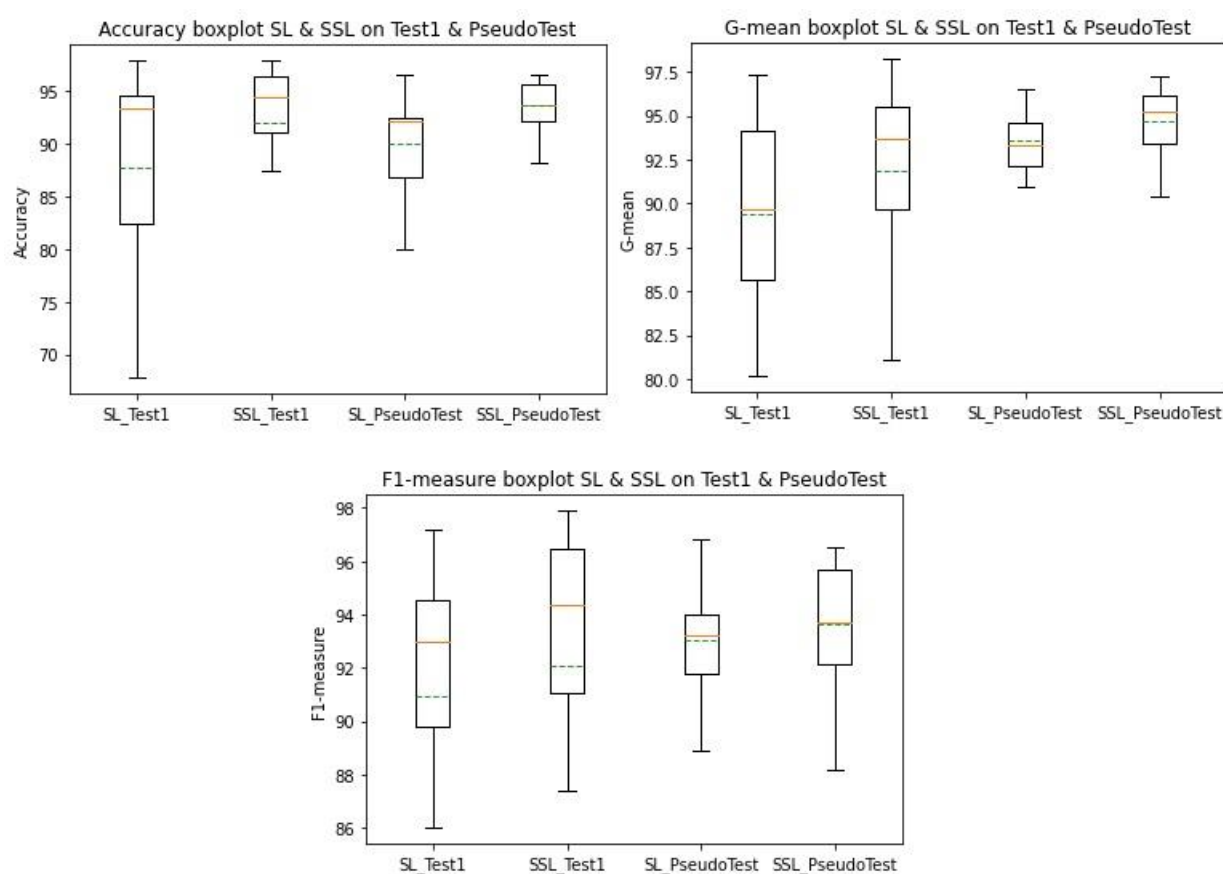 Accuracy boxplot SL & SSL on Test1 & PseudoTest
Accuracy
95
90
85
80
75
70
SL_Test1 SSL_Test1 SL_PseudoTest SSL_PseudoTest
G-mean boxplot SL & SSL on Test1 & PseudoTest
G-mean
97.5
95.0
92.5
90.0
87.5
85.0
82.5
80.0
SL_Test1 SSL_Test1 SL_PseudoTest SSL_PseudoTest
F1-measure boxplot SL & SSL on Test1 & PseudoTest
F1-measure
98
96
94
92
90
88
86
SL_Test1 SSL_Test1 SL_PseudoTest SSL_PseudoTest